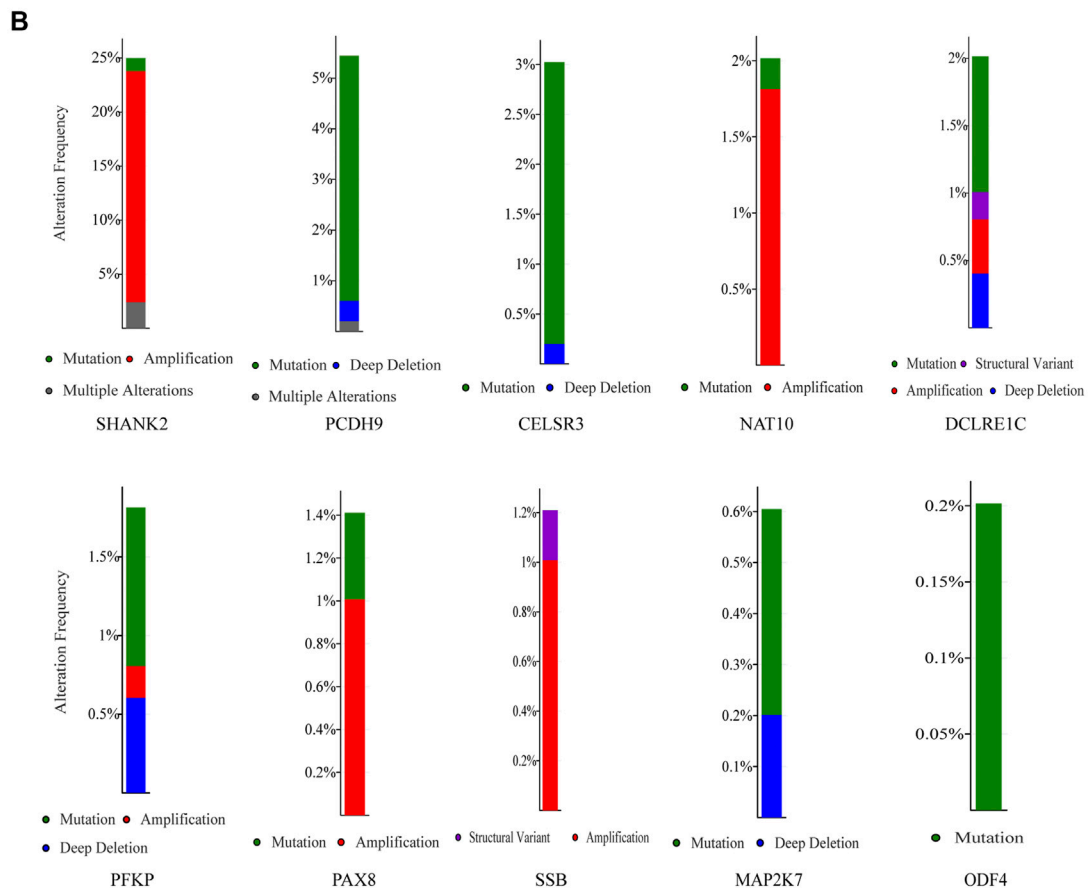 B
Alteration Frequency
25%
20%
15%
10%
5%
Mutation Amplification
Multiple Alterations
SHANK2
5%
4%
3%
2%
1%
Mutation Deep Deletion
Multiple Alterations
PCDH9
3%
2.5%
2%
1.5%
1%
0.5%
Mutation Deep Deletion
CELSR3
2%
1.5%
1%
0.5%
Mutation Amplification
NAT10
2%
1.5%
1%
0.5%
Mutation Structural Variant
Amplification Deep Deletion
DCLRE1C
Alteration Frequency
1.5%
1%
0.5%
Mutation Amplification
Deep Deletion
PFKP
1.4%
1.2%
1%
0.8%
0.6%
0.4%
0.2%
Mutation Amplification
PAX8
1.2%
1%
0.8%
0.6%
0.4%
0.2%
Structural Variant Amplification
SSB
0.6%
0.5%
0.4%
0.3%
0.2%
0.1%
Mutation Deep Deletion
MAP2K7
0.2%
0.15%
0.1%
0.05%
Mutation
ODF4